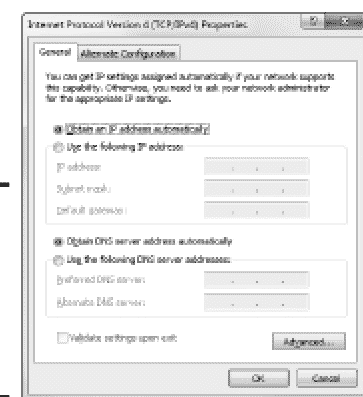 Internet Protocol Version 4 (TCP/IPv4) Properties
General
Alternate Configuration
You can get IP settings assigned automatically if your network supports
this capability. Otherwise, you need to ask your network administrator
for the appropriate IP settings.
Obtain an IP address automatically
Use the following IP address:
IP address:
Subnet mask:
Default gateway:
Obtain DNS server address automatically
Use the following DNS server addresses:
Preferred DNS server:
Alternate DNS server:
Validate settings upon exit
Advanced...
OK
Cancel